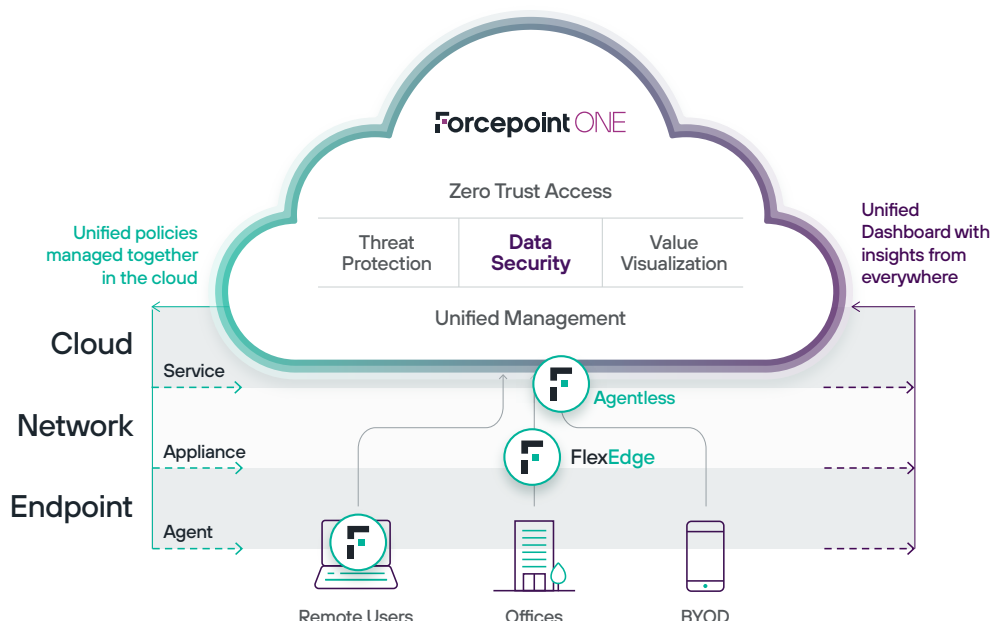 Forcepoint ONE
Zero Trust Access
Threat
Protection
Data
Security
Value
Visualization
Unified Management
Unified policies
managed together
in the cloud
Unified
Dashboard with
insights from
everywhere
Cloud
Service
Agentless
Network
Appliance
FlexEdge
Endpoint
Agent
Remote Users
Offices
BYOD